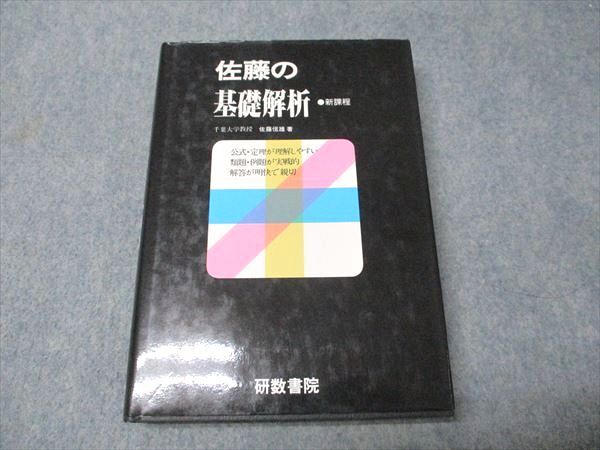 佐藤の
基礎解析 ●新課程
千葉大学教授 佐藤信雄 著
公式・定理が理解しやすい
類題・例題が実戦的
解答が明快で親切
研数書院